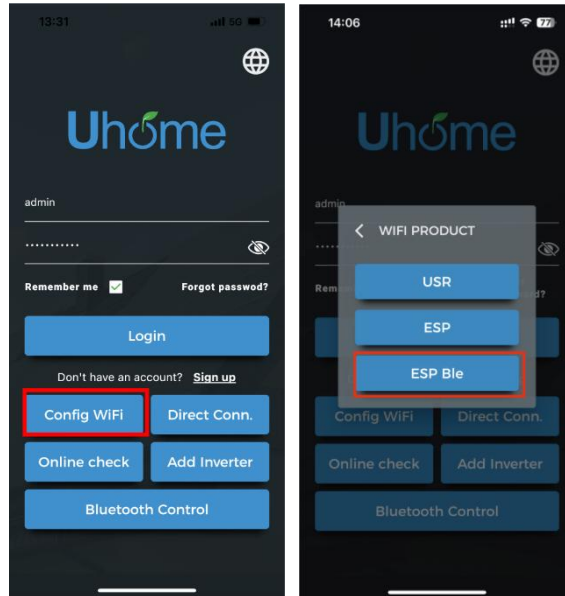 13:31
5G
Uhome
admin
Remember me
Forgot passwod?
Login
Don't have an account? Sign up
Config WiFi
Direct Conn.
Online check
Add Inverter
Bluetooth Control
14:06
77
Uhome
admin
WIFI PRODUCT
USR
ESP
ESP Ble
Config WiFi
Direct Conn.
Online check
Add Inverter
Bluetooth Control